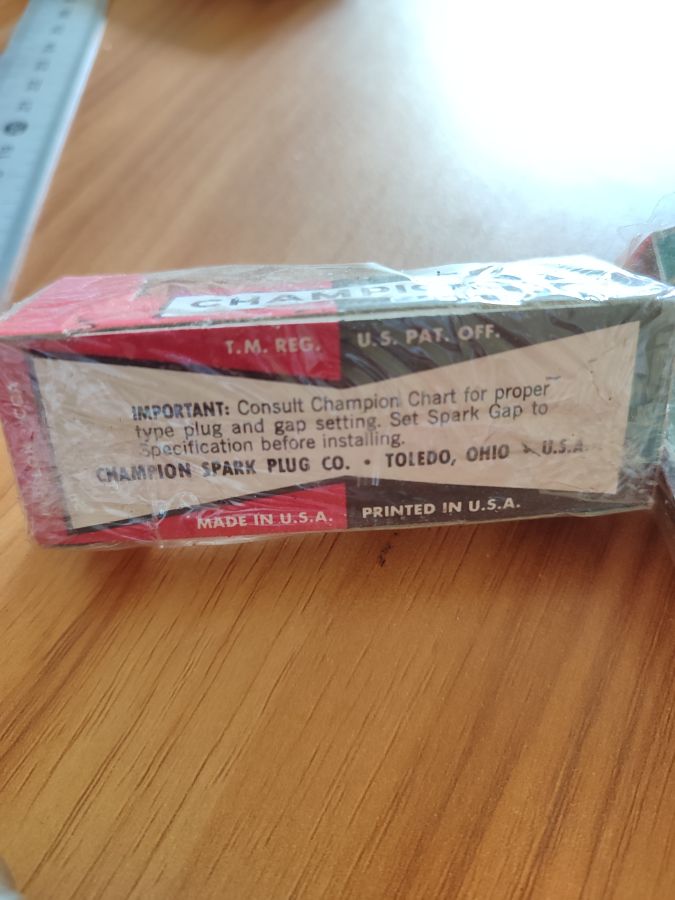 CHAMPION
T.M. REG. U.S. PAT. OFF.
IMPORTANT: Consult Champion Chart for proper
type plug and gap setting. Set Spark Gap to
specification before installing.
CHAMPION SPARK PLUG CO. • TOLEDO, OHIO • U.S.A.
MADE IN U.S.A. PRINTED IN U.S.A.